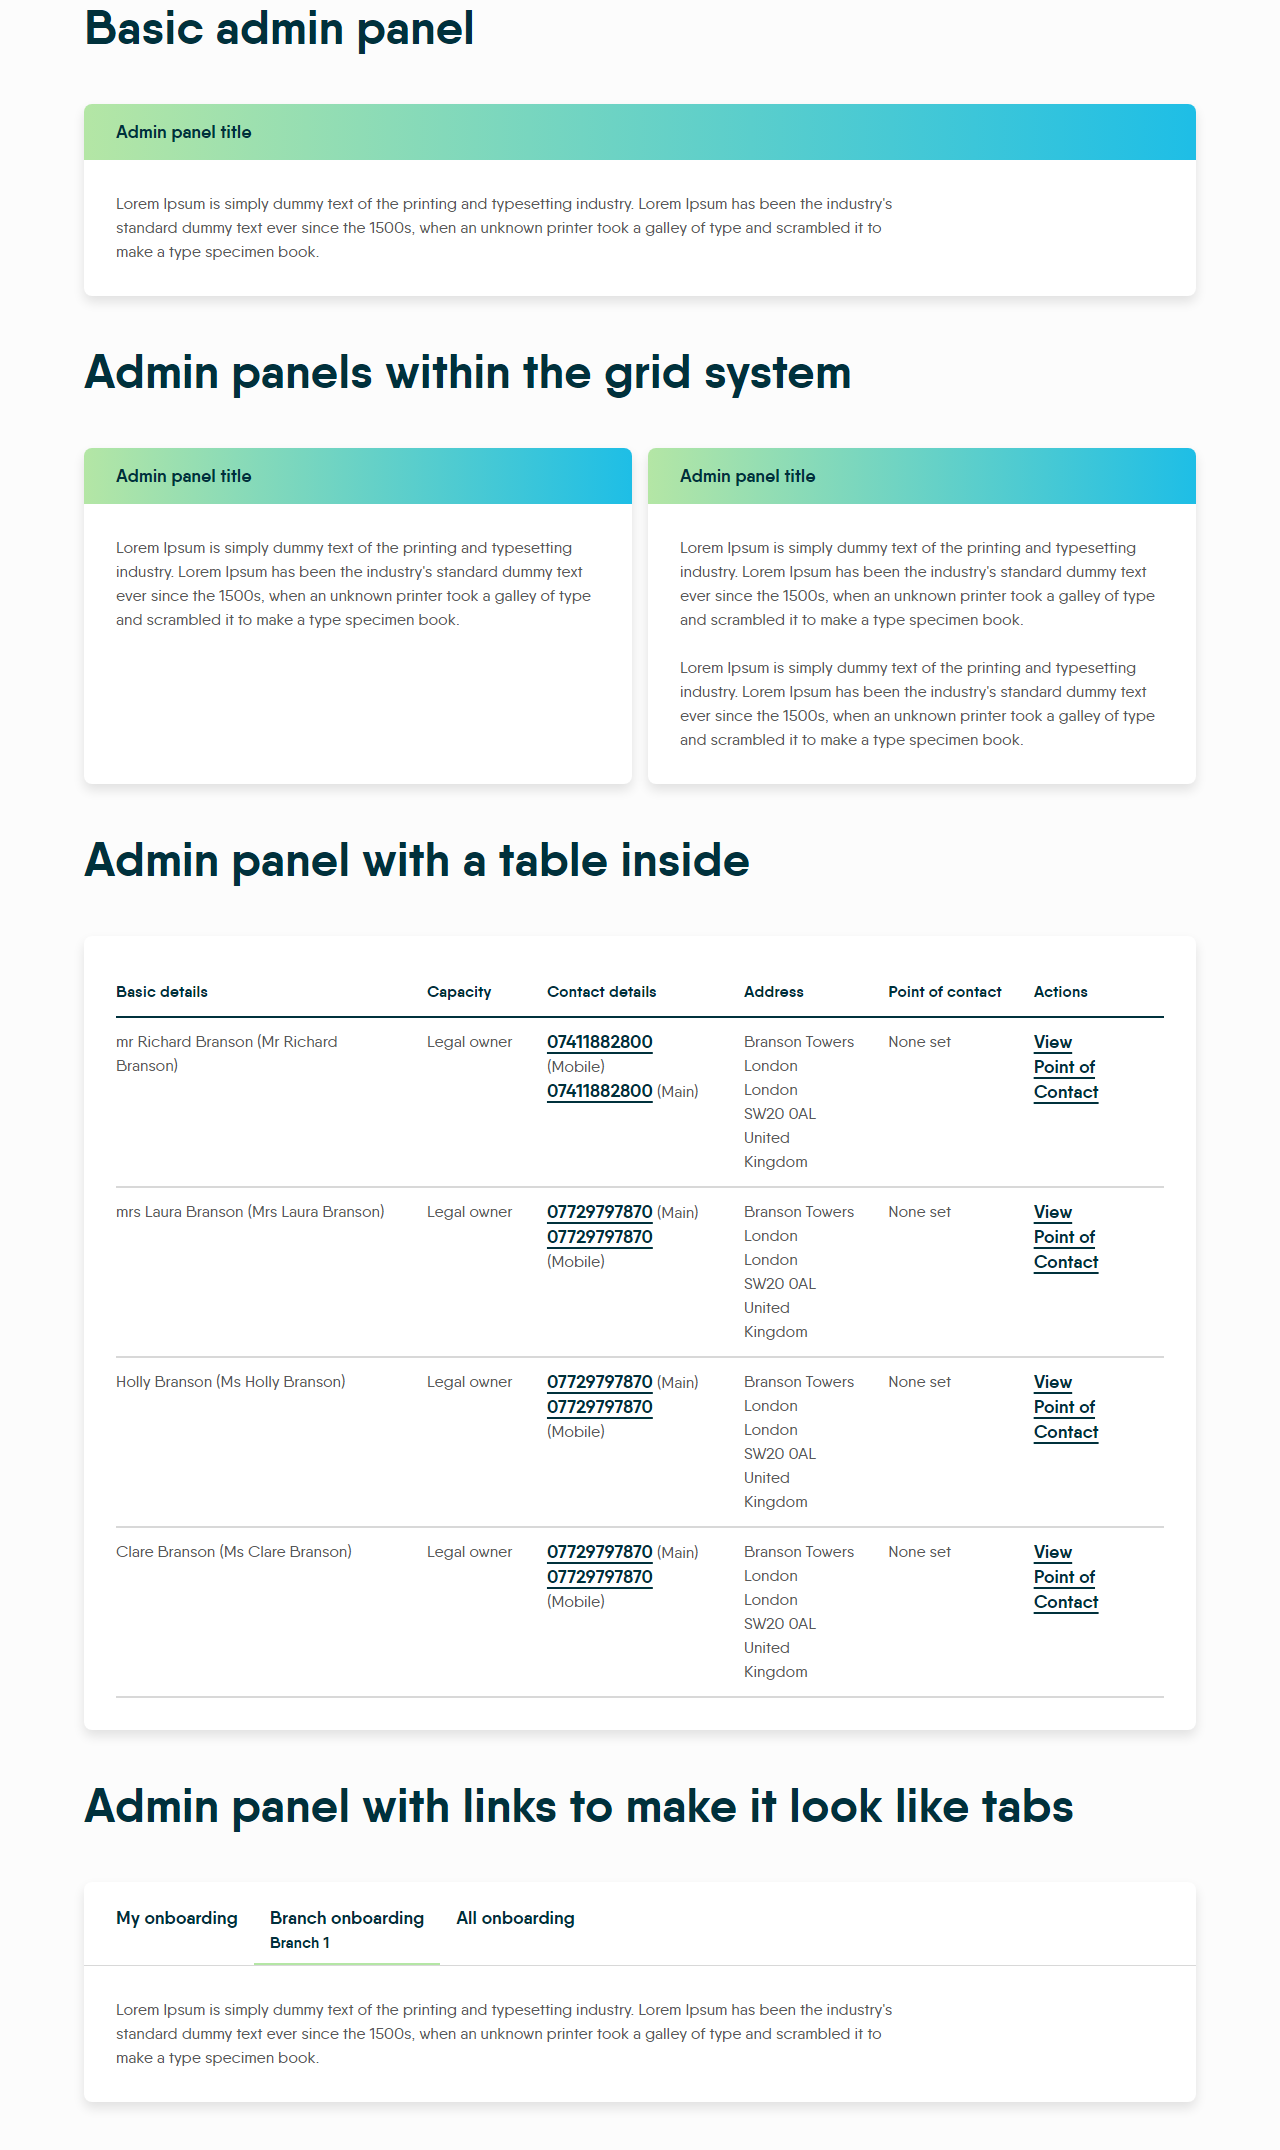 Basic admin panel
Admin panel title
Lorem Ipsum is simply dummy text of the printing and typesetting industry. Lorem Ipsum has been the industry's
standard dummy text ever since the 1500s, when an unknown printer took a galley of type and scrambled it to
make a type specimen book.
Admin panels within the grid system
Admin panel title
Lorem Ipsum is simply dummy text of the printing and typesetting
industry. Lorem Ipsum has been the industry's standard dummy text
ever since the 1500s, when an unknown printer took a galley of type
and scrambled it to make a type specimen book.
Admin panel title
Lorem Ipsum is simply dummy text of the printing and typesetting
industry. Lorem Ipsum has been the industry's standard dummy text
ever since the 1500s, when an unknown printer took a galley of type
and scrambled it to make a type specimen book.
Lorem Ipsum is simply dummy text of the printing and typesetting
industry. Lorem Ipsum has been the industry's standard dummy text
ever since the 1500s, when an unknown printer took a galley of type
and scrambled it to make a type specimen book.
Admin panel with a table inside
Basic details Capacity Contact details Address Point of contact Actions
mr Richard Branson (Mr Richard Legal owner 07411882800 Branson Towers None set View
Branson) (Mobile) London Point of
07411882800 (Main) London Contact
SW20 0AL
United
Kingdom
mrs Laura Branson (Mrs Laura Branson) Legal owner 07729797870 (Main) Branson Towers None set View
07729797870 London Point of
(Mobile) London Contact
SW20 0AL
United
Kingdom
Holly Branson (Ms Holly Branson) Legal owner 07729797870 (Main) Branson Towers None set View
07729797870 London Point of
(Mobile) London Contact
SW20 0AL
United
Kingdom
Clare Branson (Ms Clare Branson) Legal owner 07729797870 (Main) Branson Towers None set View
07729797870 London Point of
(Mobile) London Contact
SW20 0AL
United
Kingdom
Admin panel with links to make it look like tabs
My onboarding Branch onboarding All onboarding
Branch 1
Lorem Ipsum is simply dummy text of the printing and typesetting industry. Lorem Ipsum has been the industry's
standard dummy text ever since the 1500s, when an unknown printer took a galley of type and scrambled it to
make a type specimen book.